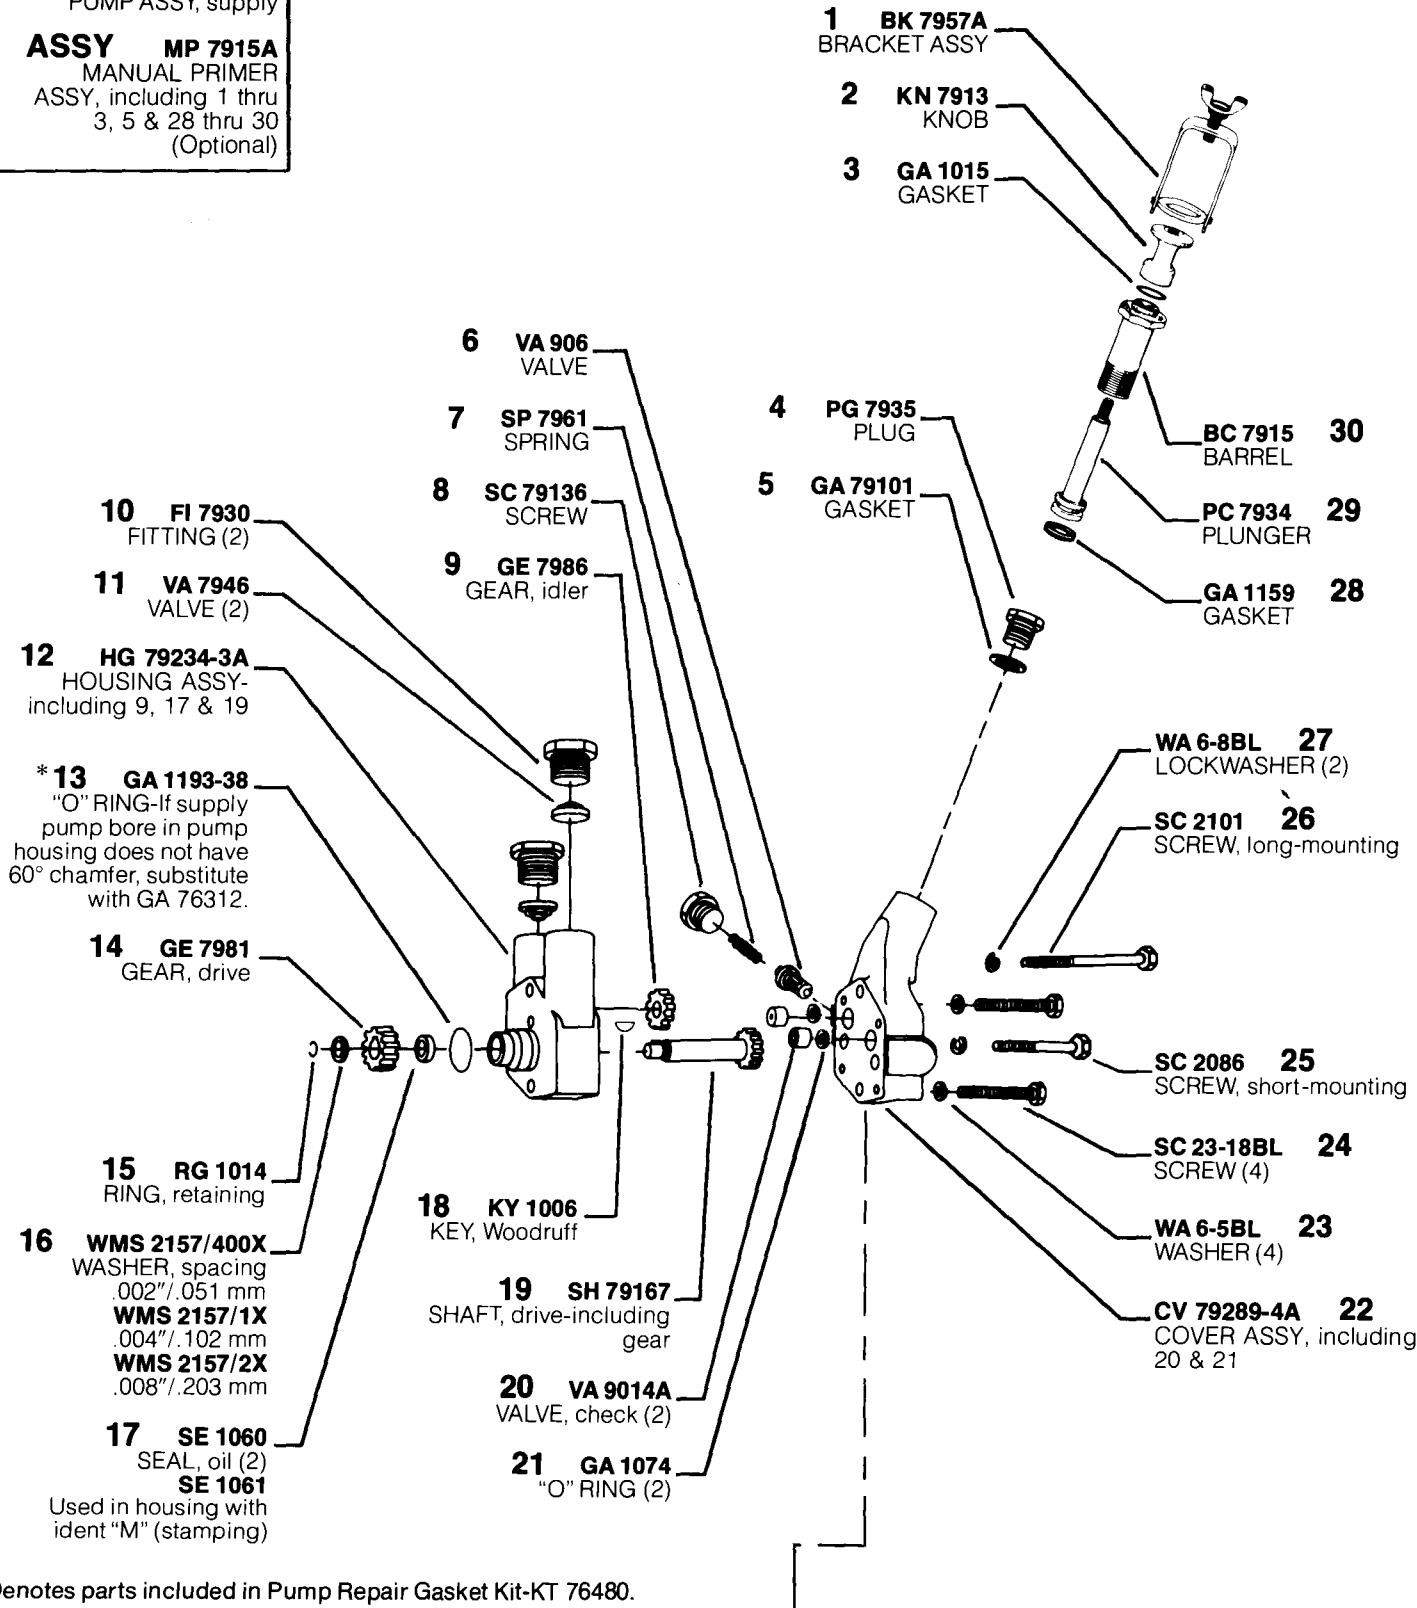 PUMP ASSY, supply
ASSY MP 7915A
MANUAL PRIMER
ASSY, including 1 thru
3, 5 & 28 thru 30
(Optional)
1 BK 7957A
BRACKET ASSY
2 KN 7913
KNOB
3 GA 1015
GASKET
6 VA 906
VALVE
7 SP 7961
SPRING
8 SC 79136
SCREW
9 GE 7986
GEAR, idler
4 PG 7935
PLUG
5 GA 79101
GASKET
BC 7915 30
BARREL
PC 7934 29
PLUNGER
GA 1159 28
GASKET
10 FI 7930
FITTING (2)
11 VA 7946
VALVE (2)
12 HG 79234-3A
HOUSING ASSY-
including 9, 17 & 19
*13 GA 1193-38
"O" RING-If supply
pump bore in pump
housing does not have
60° chamfer, substitute
with GA 76312.
14 GE 7981
GEAR, drive
WA 6-8BL 27
LOCKWASHER (2)
SC 2101 26
SCREW, long-mounting
SC 2086 25
SCREW, short-mounting
SC 23-18BL 24
SCREW (4)
WA 6-5BL 23
WASHER (4)
CV 79289-4A 22
COVER ASSY, including
20 & 21
15 RG 1014
RING, retaining
16 WMS 2157/400X
WASHER, spacing
.002"/.051 mm
WMS 2157/1X
.004"/.102 mm
WMS 2157/2X
.008"/.203 mm
17 SE 1060
SEAL, oil (2)
SE 1061
Used in housing with
ident "M" (stamping)
18 KY 1006
KEY, Woodruff
19 SH 79167
SHAFT, drive-including
gear
20 VA 9014A
VALVE, check (2)
21 GA 1074
"O" RING (2)
Denotes parts included in Pump Repair Gasket Kit-KT 76480.